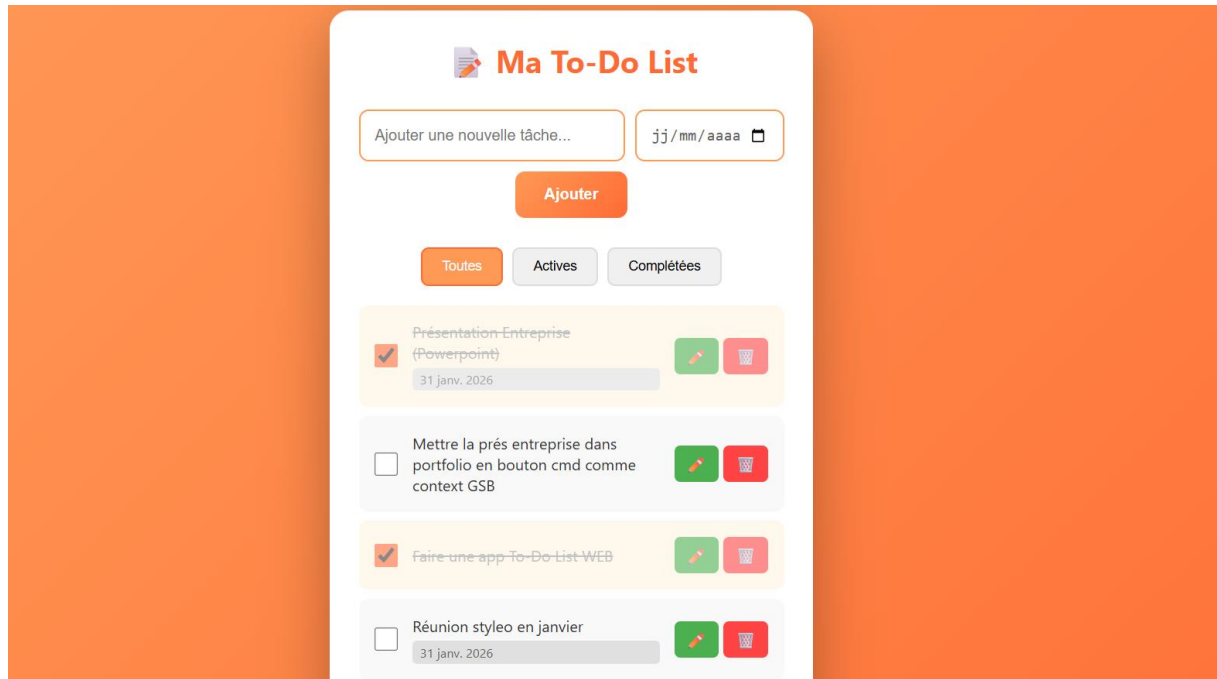 Ma To-Do List
Ajouter une nouvelle tâche...
jj/mm/aaaa
Ajouter
Toutes
Actives
Complétées
Présentation Entreprise
(Powerpoint)
31 janv. 2026
Mettre la prés entreprise dans
portfolio en bouton cmd comme
context GSB
Faire une app To-Do List WEB
Réunion styleo en janvier
31 janv. 2026